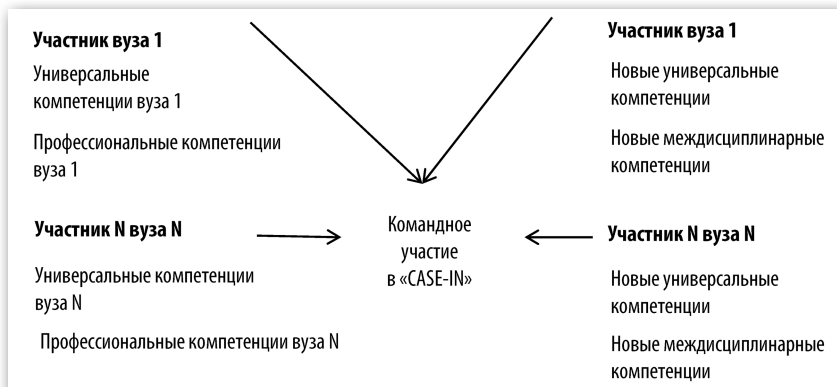 Участник вуза 1
Универсальные
компетенции вуза 1
Профессиональные компетенции
вуза 1
Участник N вуза N
Универсальные компетенции
вуза N
Профессиональные компетенции вуза N
Командное
участие
в «CASE-IN»
Участник вуза 1
Новые универсальные
компетенции
Новые междисциплинарные
компетенции
Участник N вуза N
Новые универсальные
компетенции
Новые междисциплинарные
компетенции